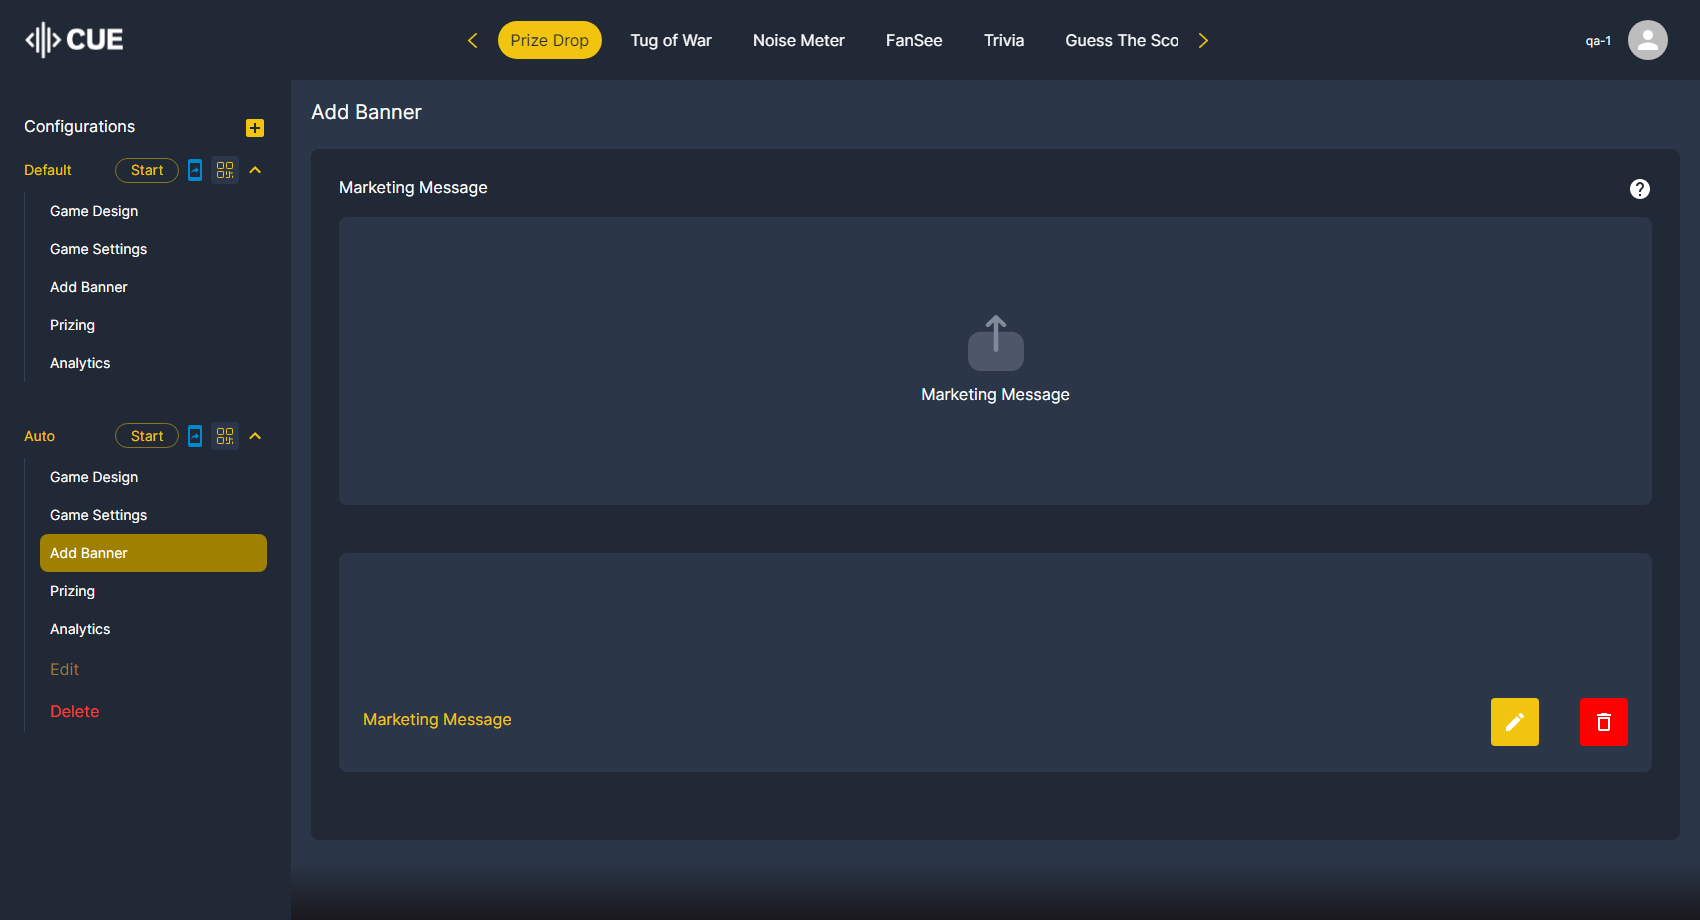 CUE
Prize Drop
Tug of War
Noise Meter
FanSee
Trivia
Guess The Sco
qa-1
Configurations
Default
Start
Game Design
Game Settings
Add Banner
Prizing
Analytics
Auto
Start
Game Design
Game Settings
Add Banner
Prizing
Analytics
Edit
Delete
Add Banner
Marketing Message
?
Marketing Message
Marketing Message